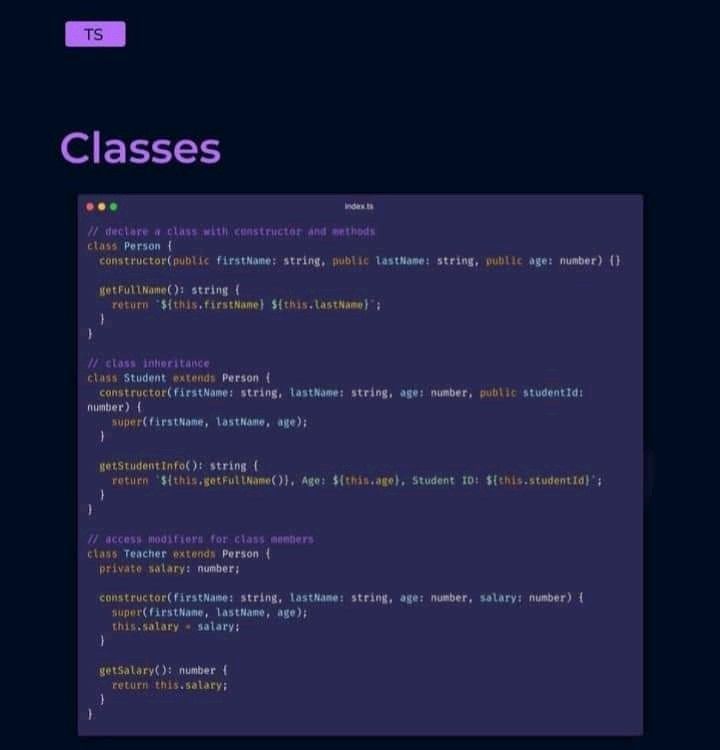 TS
Classes
index.ts
// declare a class with constructor and methods
class Person {
  constructor(public firstName: string, public lastName: string, public age: number) {}

  getFullName(): string {
    return `${this.firstName} ${this.lastName}`;
  }
}

// class inheritance
class Student extends Person {
  constructor(firstName: string, lastName: string, age: number, public studentId:
number) {
    super(firstName, lastName, age);
  }

  getStudentInfo(): string {
    return `${this.getFullName()}, Age: ${this.age}, Student ID: ${this.studentId}`;
  }
}

// access modifiers for class members
class Teacher extends Person {
  private salary: number;

  constructor(firstName: string, lastName: string, age: number, salary: number) {
    super(firstName, lastName, age);
    this.salary = salary;
  }

  getSalary(): number {
    return this.salary;
  }
}